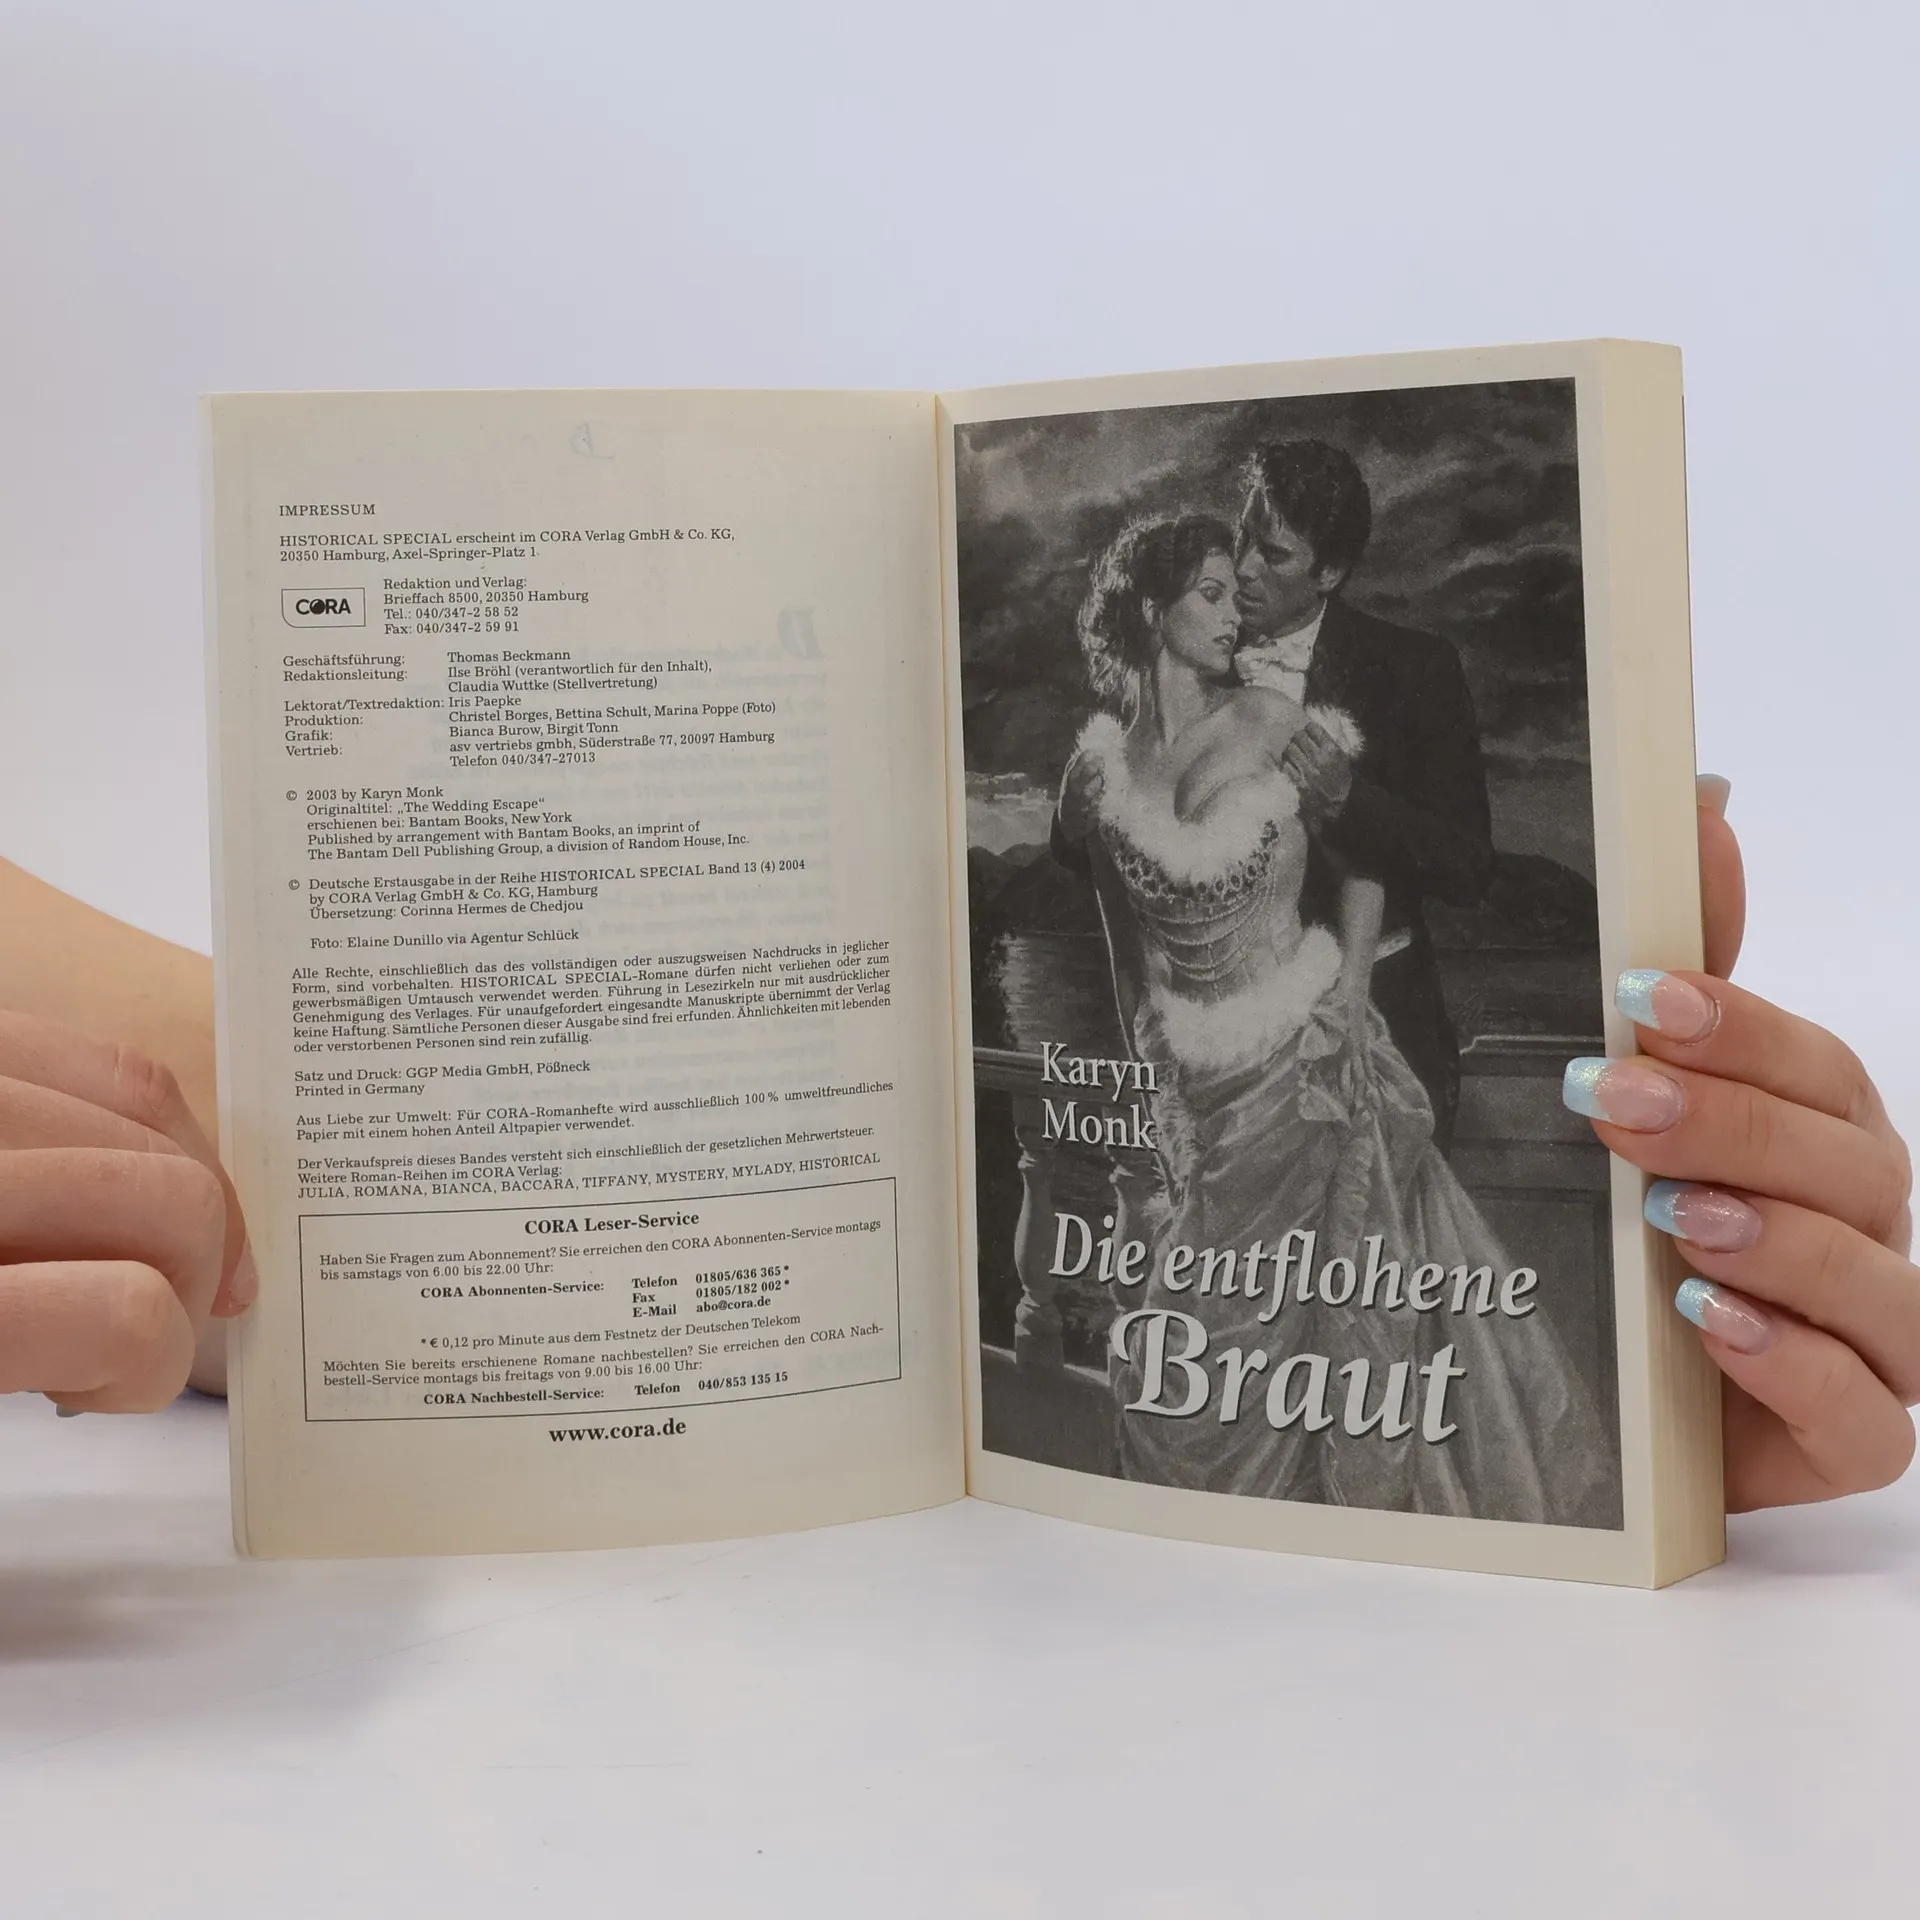 IMPRESSUM
HISTORICAL SPECIAL erscheint im CORA Verlag GmbH & Co. KG,
20350 Hamburg, Axel-Springer-Platz 1
CORA
Redaktion und Verlag:
Brieffach 8500, 20350 Hamburg
Tel.: 040/347-2 58 52
Fax: 040/347-2 59 91
Geschäftsführung: Thomas Beckmann
Redaktionsleitung: Ilse Bröhl (verantwortlich für den Inhalt),
Claudia Wuttke (Stellvertretung)
Lektorat/Textredaktion: Iris Paepke
Produktion: Christel Borges, Bettina Schult, Marina Poppe (Foto)
Grafik: Bianca Burow, Birgit Tonn
Vertrieb: asv vertriebs gmbh, Süderstraße 77, 20097 Hamburg
Telefon 040/347-27013
© 2003 by Karyn Monk
Originaltitel: „The Wedding Escape“
erschienen bei: Bantam Books, New York
Published by arrangement with Bantam Books, an imprint of
The Bantam Dell Publishing Group, a division of Random House, Inc.
© Deutsche Erstausgabe in der Reihe HISTORICAL SPECIAL Band 13 (4) 2004
by CORA Verlag GmbH & Co. KG, Hamburg
Übersetzung: Corinna Hermes de Chedjou
Foto: Elaine Dunillo via Agentur Schlück
Alle Rechte, einschließlich das des vollständigen oder auszugsweisen Nachdrucks in jeglicher
Form, sind vorbehalten. HISTORICAL SPECIAL-Romane dürfen nicht verliehen oder zum
gewerbsmäßigen Umtausch verwendet werden. Führung in Lesezirkeln nur mit ausdrücklicher
Genehmigung des Verlages. Für unaufgefordert eingesandte Manuskripte übernimmt der Verlag
keine Haftung. Sämtliche Personen dieser Ausgabe sind frei erfunden. Ähnlichkeiten mit lebenden
oder verstorbenen Personen sind rein zufällig.
Satz und Druck: GGP Media GmbH, Pößneck
Printed in Germany
Aus Liebe zur Umwelt: Für CORA-Romanhefte wird ausschließlich 100 % umweltfreundliches
Papier mit einem hohen Anteil Altpapier verwendet.
Der Verkaufspreis dieses Bandes versteht sich einschließlich der gesetzlichen Mehrwertsteuer.
Weitere Roman-Reihen im CORA Verlag:
JULIA, ROMANA, BIANCA, BACCARA, TIFFANY, MYSTERY, MYLADY, HISTORICAL
CORA Leser-Service
Haben Sie Fragen zum Abonnement? Sie erreichen den CORA Abonnenten-Service montags
bis samstags von 6.00 bis 22.00 Uhr:
CORA Abonnenten-Service: Telefon 01805/636 365 *
Fax 01805/182 002 *
E-Mail abo@cora.de
* € 0,12 pro Minute aus dem Festnetz der Deutschen Telekom
Möchten Sie bereits erschienene Romane nachbestellen? Sie erreichen den CORA Nach-
bestell-Service montags bis freitags von 9.00 bis 16.00 Uhr:
CORA Nachbestell-Service: Telefon 040/853 135 15
www.cora.de
Karyn
Monk
Die entflohene
Braut